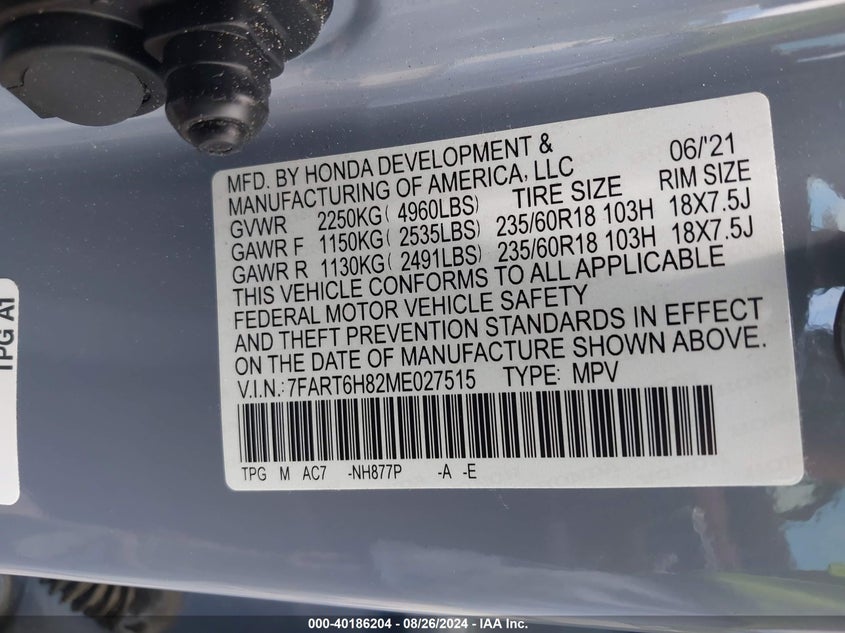 MFD. BY HONDA DEVELOPMENT & 06/'21
MANUFACTURING OF AMERICA, LLC TIRE SIZE RIM SIZE
GVWR 2250KG( 4960LBS)
GAWR F 1150KG( 2535LBS) 235/60R18 103H 18X7.5J
GAWR R 1130KG( 2491LBS) 235/60R18 103H 18X7.5J
THIS VEHICLE CONFORMS TO ALL APPLICABLE
FEDERAL MOTOR VEHICLE SAFETY
AND THEFT PREVENTION STANDARDS IN EFFECT
ON THE DATE OF MANUFACTURE SHOWN ABOVE.
V.I.N.:7FART6H82ME027515 TYPE: MPV
TPG M AC7 -NH877P -A -E
TPG A1
000-40186204 - 08/26/2024 - IAA Inc.